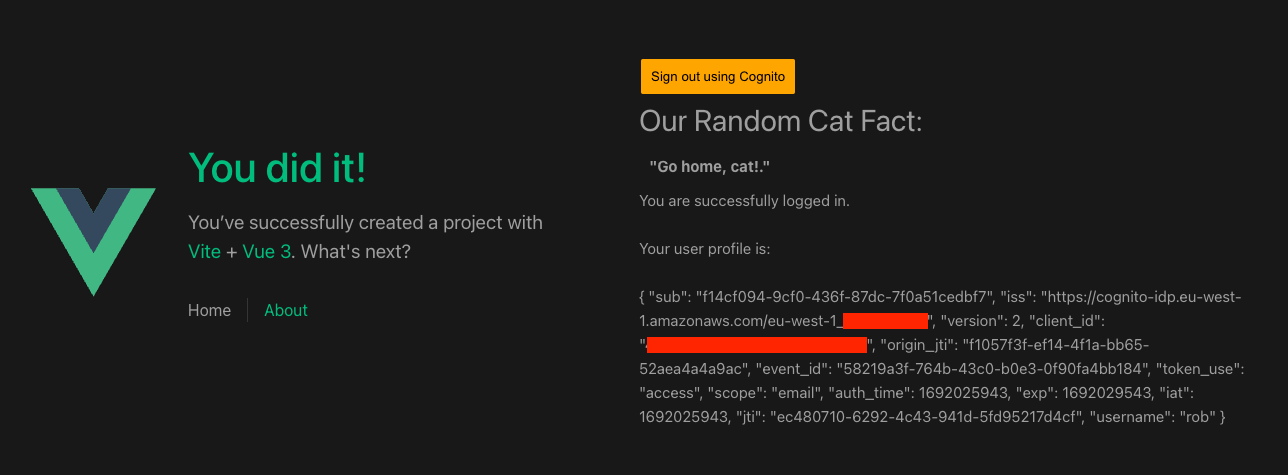 You did it!
You’ve successfully created a project with
Vite + Vue 3. What's next?
Home
About
Sign out using Cognito
Our Random Cat Fact:
"Go home, cat!."
You are successfully logged in.
Your user profile is:
{ "sub": "f14cf094-9cf0-436f-87dc-7f0a51cedbf7", "iss": "https://cognito-idp.eu-west-
1.amazonaws.com/eu-west-1_", "version": 2, "client_id":
"", "origin_jti": "f1057f3f-ef14-4f1a-bb65-
52aea4a4a9ac", "event_id": "58219a3f-764b-43c0-b0e3-0f90fa4bb184", "token_use":
"access", "scope": "email", "auth_time": 1692025943, "exp": 1692029543, "iat":
1692025943, "jti": "ec480710-6292-4c43-941d-5fd95217d4cf", "username": "rob" }